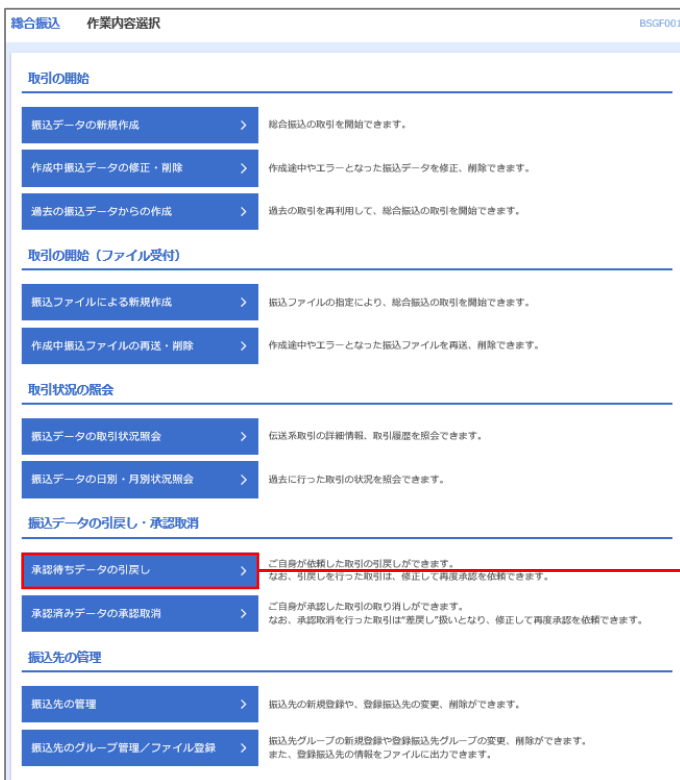 総合振込 作業内容選択 BSGF001
取引の開始
振込データの新規作成 総合振込の取引を開始できます。
作成中振込データの修正・削除 作成途中やエラーとなった振込データを修正、削除できます。
過去の振込データからの作成 過去の取引を再利用して、総合振込の取引を開始できます。
取引の開始（ファイル受付）
振込ファイルによる新規作成 振込ファイルの指定により、総合振込の取引を開始できます。
作成中振込ファイルの再送・削除 作成途中やエラーとなった振込ファイルを再送、削除できます。
取引状況の照会
振込データの取引状況照会 伝送系取引の詳細情報、取引履歴を照会できます。
振込データの日別・月別状況照会 過去に行った取引の状況を照会できます。
振込データの引戻し・承認取消
承認待ちデータの引戻し ご自身が依頼した取引の引戻しができます。
なお、引戻しを行った取引は、修正して再度承認を依頼できます。
承認済みデータの承認取消 ご自身が承認した取引の取り消しができます。
なお、承認取消を行った取引は“差戻し”扱いとなり、修正して再度承認を依頼できます。
振込先の管理
振込先の管理 振込先の新規登録や、登録振込先の変更、削除ができます。
振込先のグループ管理／ファイル登録 振込先グループの新規登録や登録振込先グループの変更、削除ができます。
また、登録振込先の情報をファイルに出力できます。